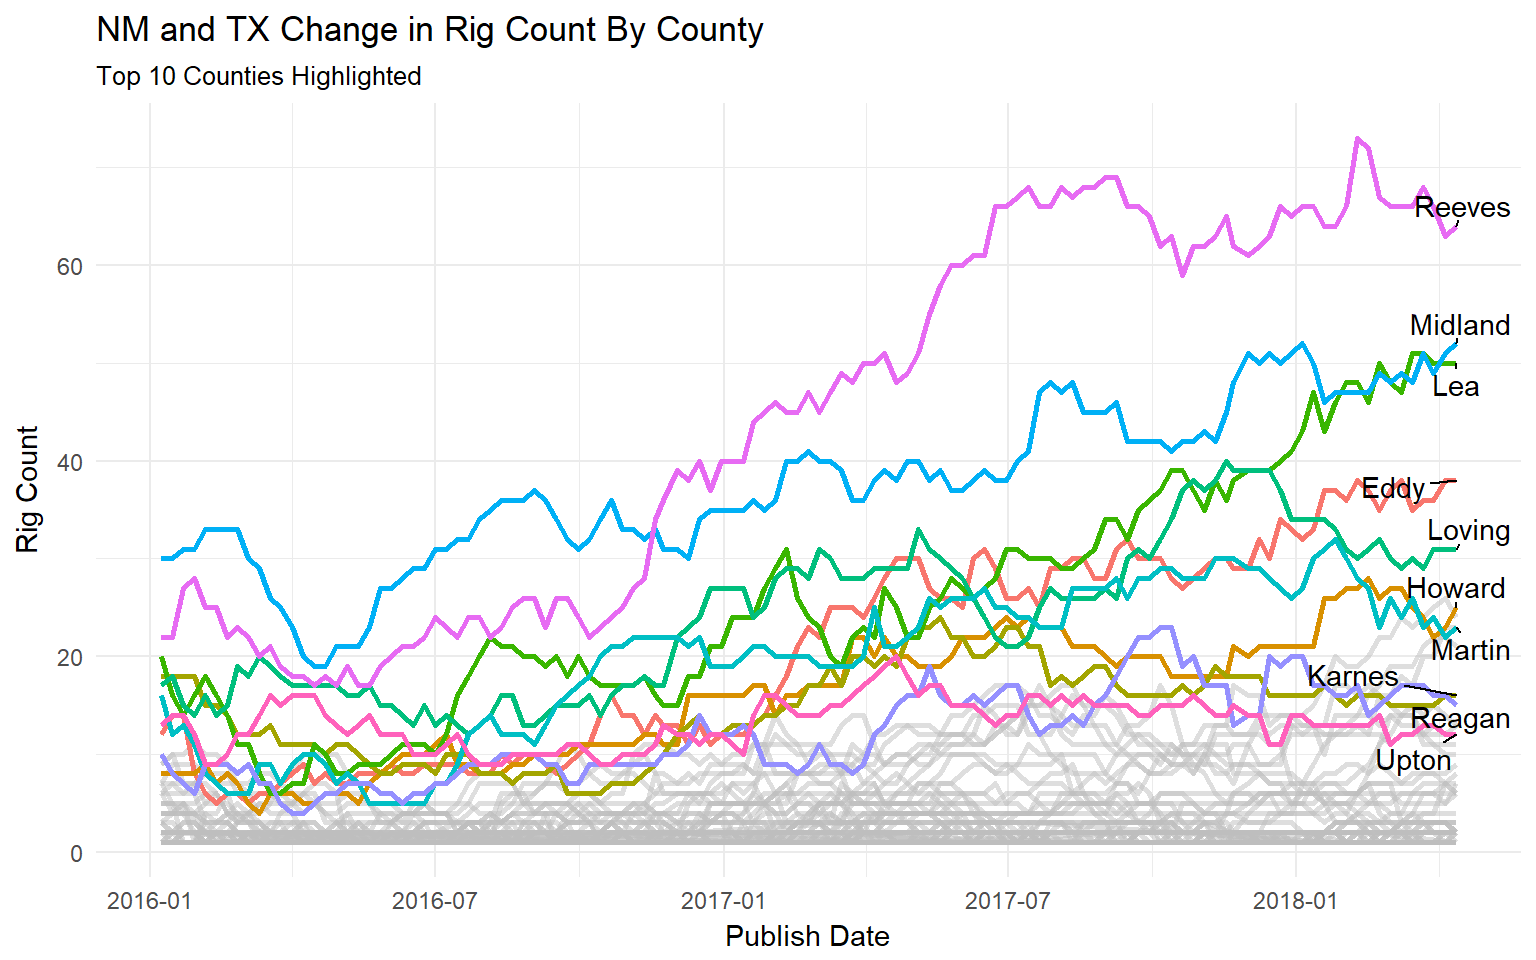 NM and TX Change in Rig Count By County
Top 10 Counties Highlighted
Rig Count
60
40
20
0
Reeves
Midland
Lea
Eddy
Loving
Howard
Martin
Karnes
Reagan
Upton
2016-01
2016-07
2017-01
2017-07
2018-01
Publish Date